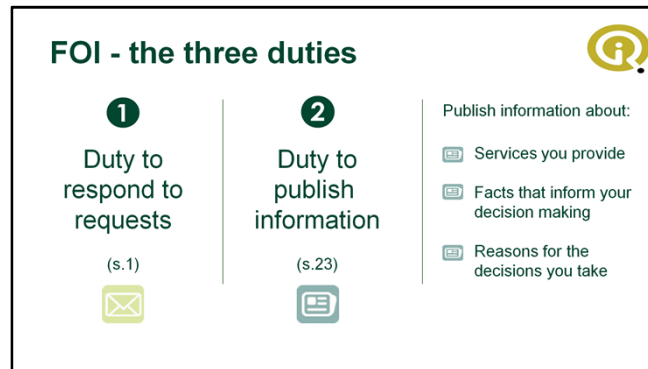 FOI - the three duties
1
Duty to
respond to
requests
(s.1)
2
Duty to
publish
information
(s.23)
Publish information about:
Services you provide
Facts that inform your
decision making
Reasons for the
decisions you take